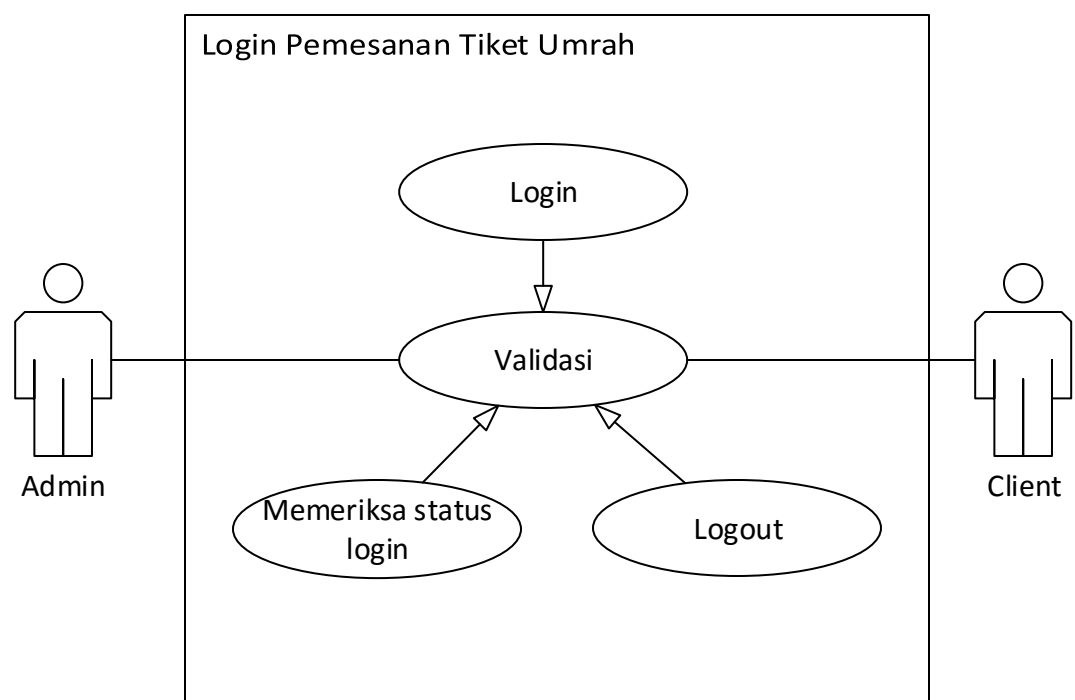 Login Pemesanan Tiket Umrah
Login
Validasi
Admin
Client
Memeriksa status
login
Logout